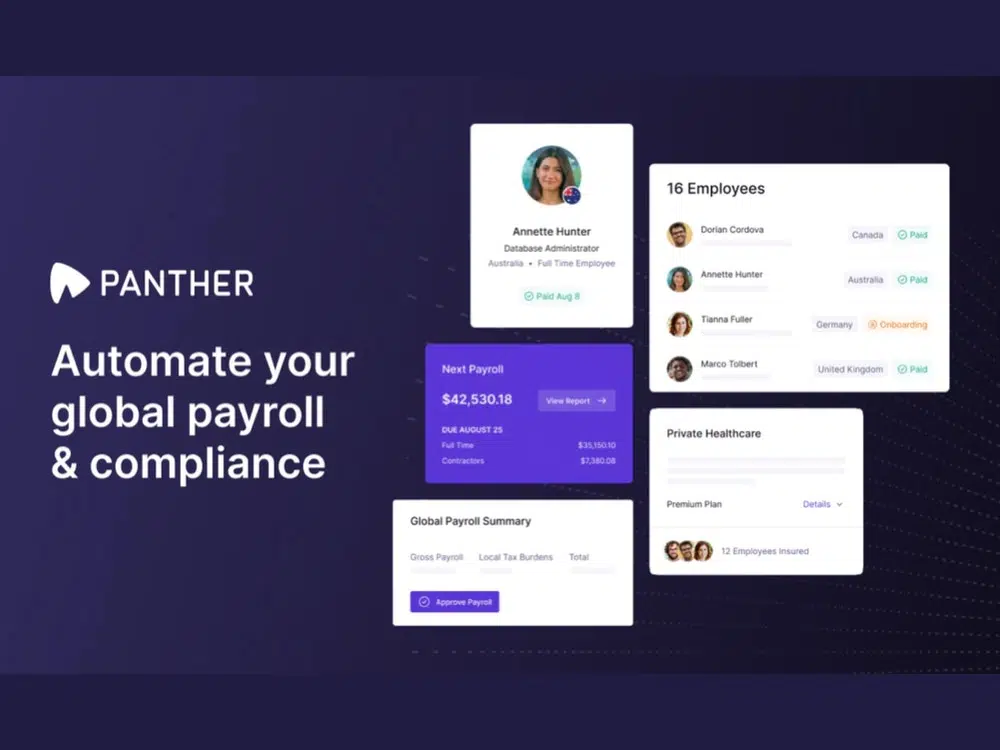 PANTHER
Automate your
global payroll
& compliance
Annette Hunter
Database Administrator
Australia • Full Time Employee
Paid Aug 8
Next Payroll
$42,530.18
View Report →
DUE AUGUST 25
Full Time $35,150.10
Contractors $7,380.08
Global Payroll Summary
Gross Payroll Local Tax Burdens Total
Approve Payroll
16 Employees
Dorian Cordova Canada Paid
Annette Hunter Australia Paid
Tianna Fuller Germany Onboarding
Marco Tolbert United Kingdom Paid
Private Healthcare
Premium Plan Details
12 Employees Insured